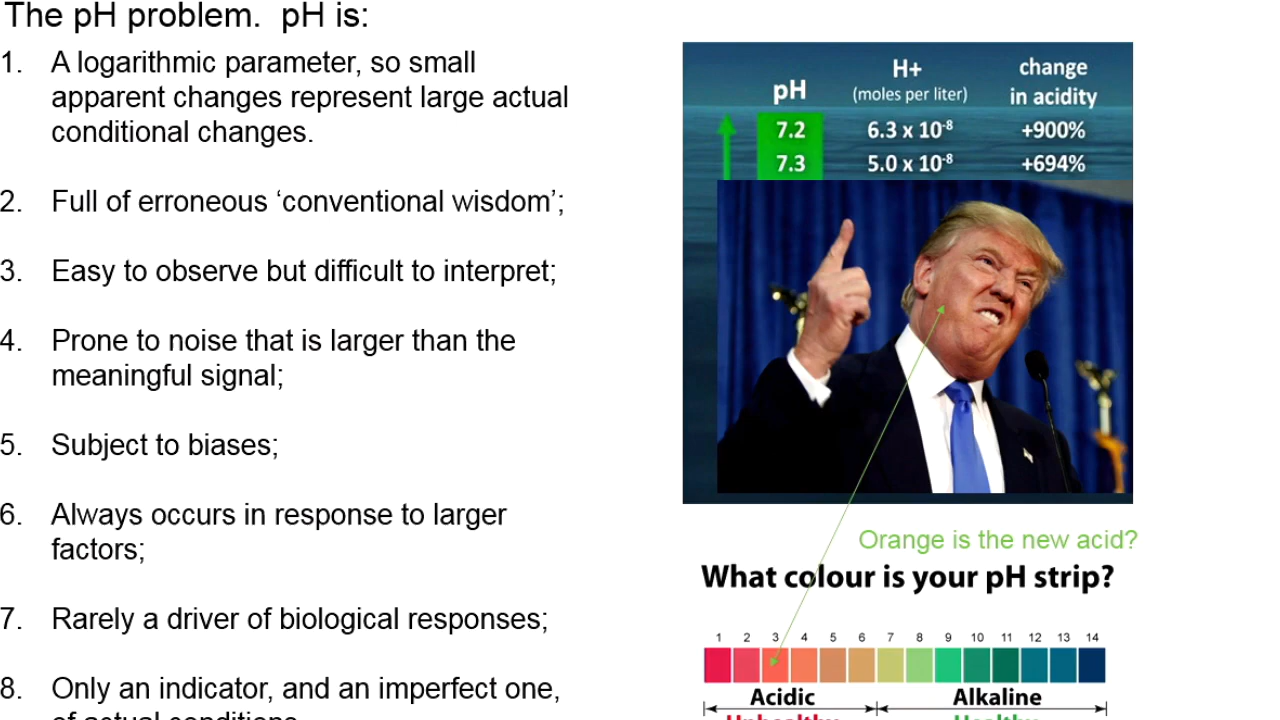 The pH problem.  pH is:
1. A logarithmic parameter, so small
apparent changes represent large actual
conditional changes.
2. Full of erroneous ‘conventional wisdom’;
3. Easy to observe but difficult to interpret;
4. Prone to noise that is larger than the
meaningful signal;
5. Subject to biases;
6. Always occurs in response to larger
factors;
7. Rarely a driver of biological responses;
8. Only an indicator, and an imperfect one,
of actual conditions
pH H+ (moles per liter) change in acidity
7.2 6.3 x 10⁻⁸ +900%
7.3 5.0 x 10⁻⁸ +694%
Orange is the new acid?
What colour is your pH strip?
1 2 3 4 5 6 7 8 9 10 11 12 13 14
Acidic Alkaline
Unhealthy Healthy